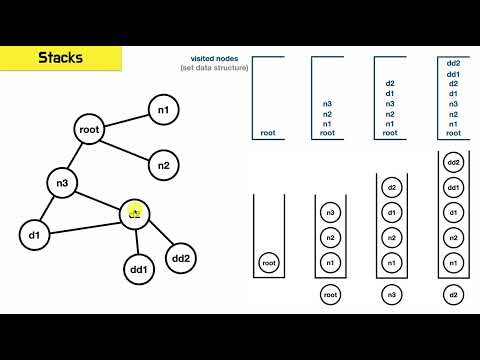 Stacks
visited nodes
(set data structure)
root
n1
n2
n3
d1
d2
dd1
dd2
root
n3
n2
n1
root
d2
d1
n3
n2
n1
root
dd2
dd1
d2
d1
n3
n2
n1
root
root
n3
n2
n1
root
d2
d1
n2
n1
n3
dd2
dd1
d1
n2
n1
d2